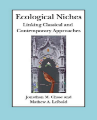 Ecological Niches
Linking Classical and
Contemporary Approaches
Jonathan M. Chase and
Mathew A. Leibold